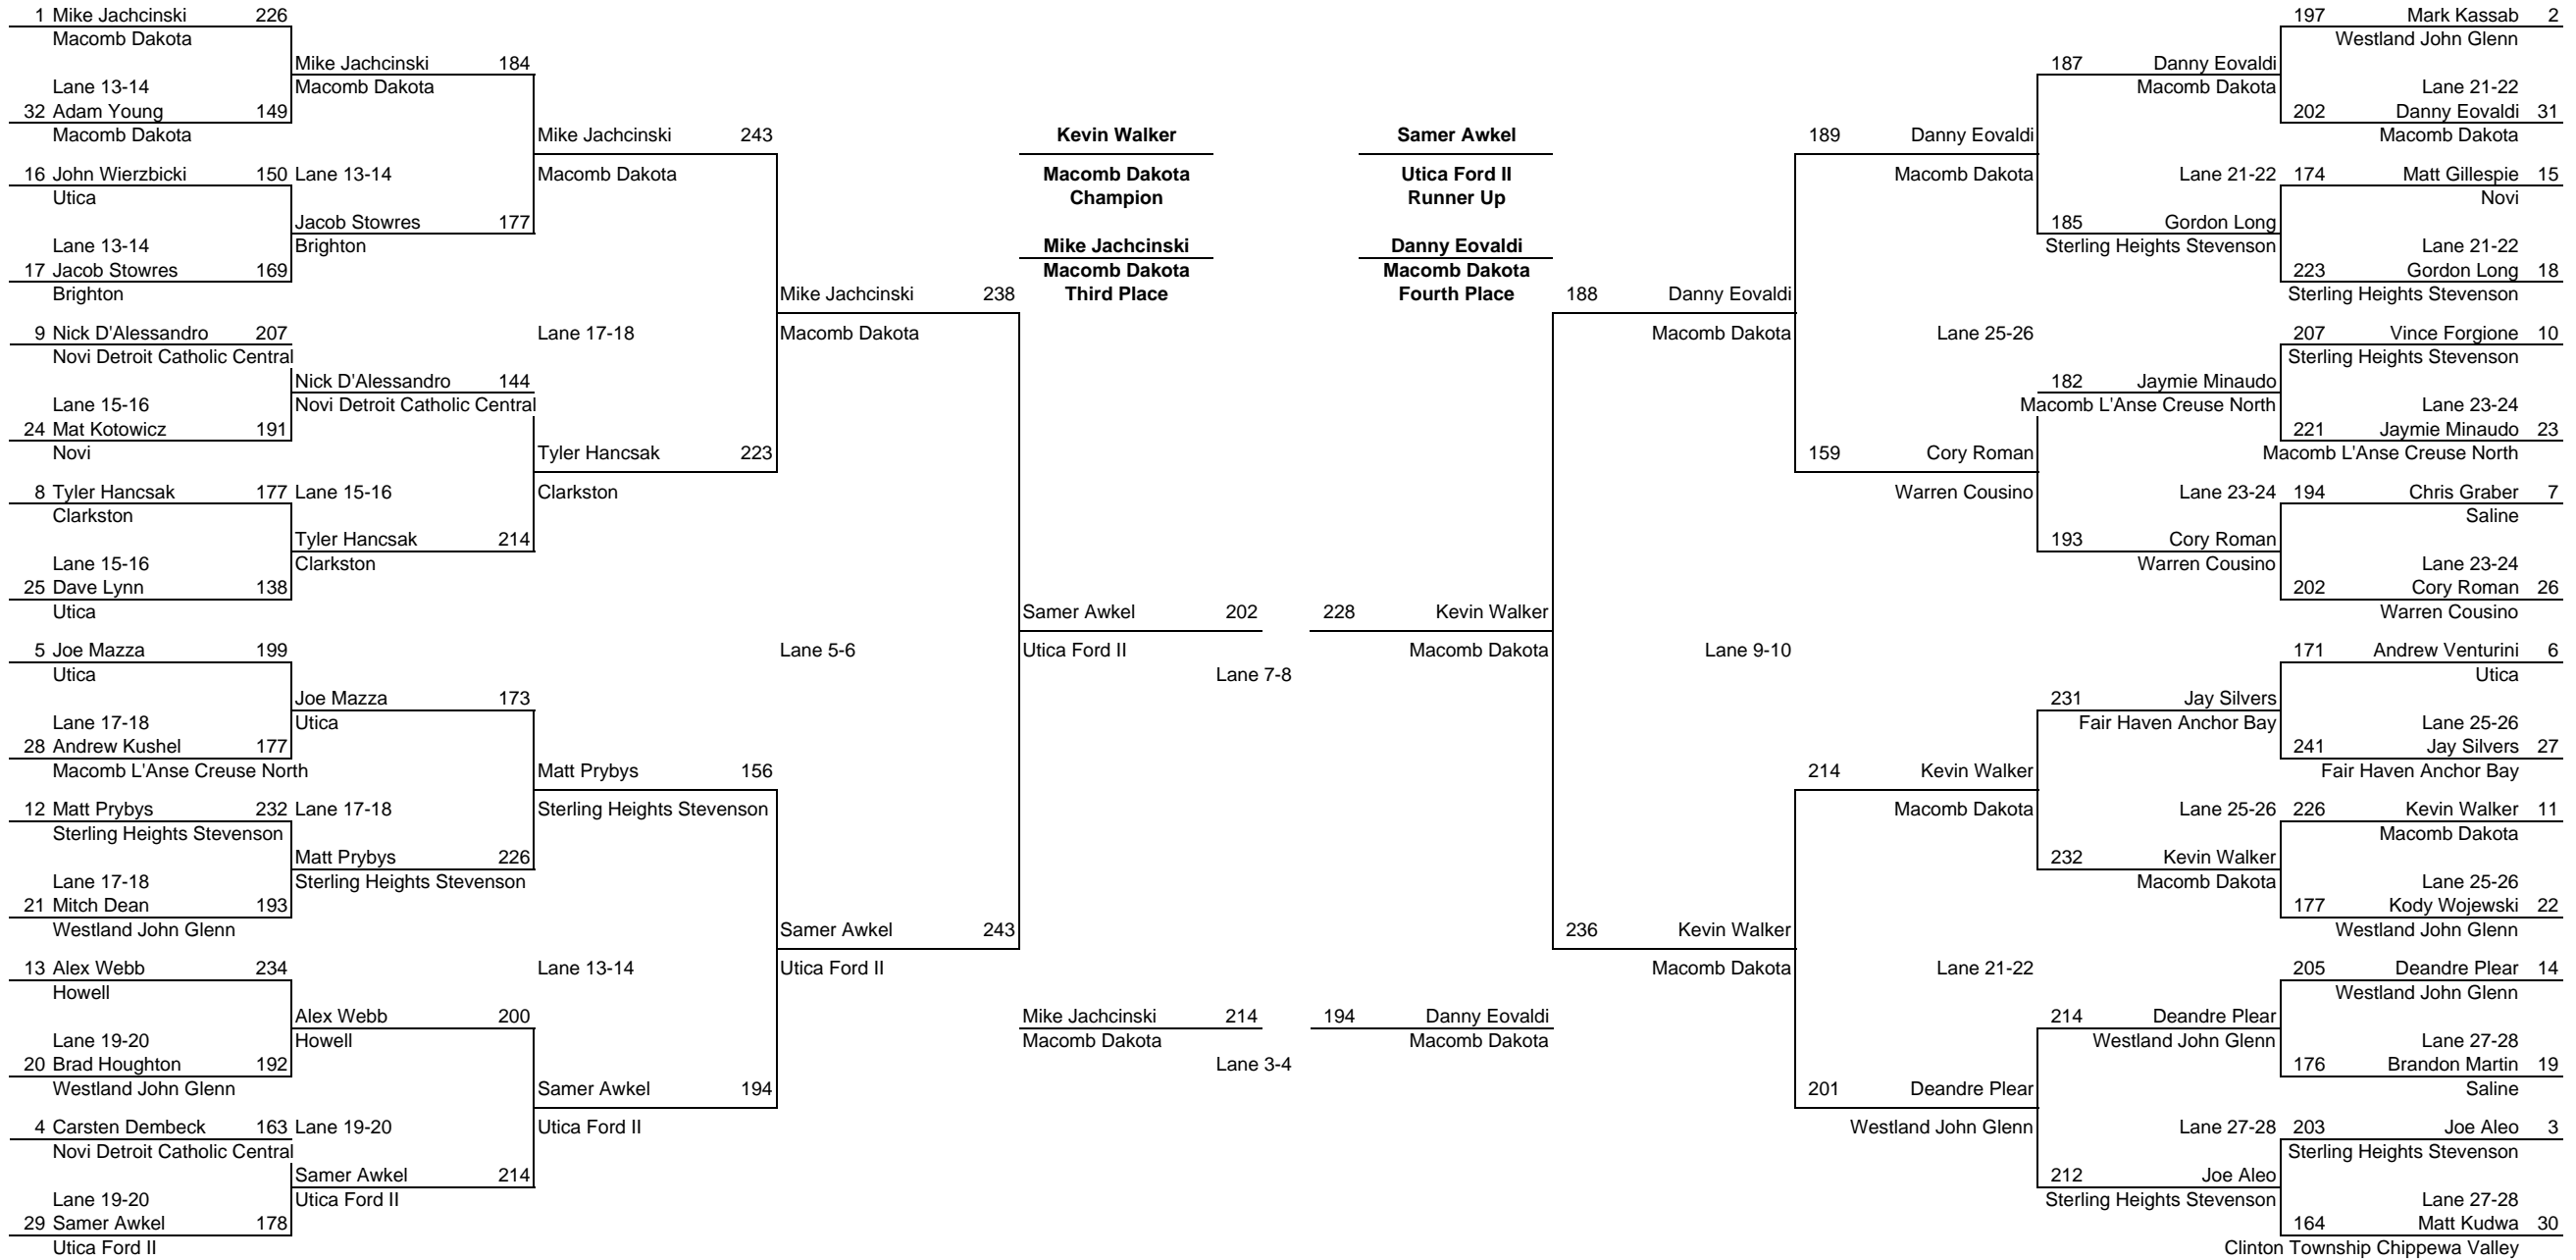 1 Mike Jachcinski 226
Macomb Dakota
Lane 13-14
32 Adam Young 149
Macomb Dakota
16 John Wierzbicki 150
Utica
Lane 13-14
17 Jacob Stowres 169
Brighton
9 Nick D'Alessandro 207
Novi Detroit Catholic Central
Lane 15-16
24 Mat Kotowicz 191
Novi
8 Tyler Hancsak 177
Clarkston
Lane 15-16
25 Dave Lynn 138
Utica
5 Joe Mazza 199
Utica
Lane 17-18
28 Andrew Kushel 177
Macomb L'Anse Creuse North
12 Matt Prybys 232
Sterling Heights Stevenson
Lane 17-18
21 Mitch Dean 193
Westland John Glenn
13 Alex Webb 234
Howell
Lane 19-20
20 Brad Houghton 192
Westland John Glenn
4 Carsten Dembeck 163
Novi Detroit Catholic Central
Lane 19-20
29 Samer Awkel 178
Utica Ford II
Mike Jachcinski 184
Macomb Dakota
Lane 13-14
Jacob Stowres 177
Brighton
Nick D'Alessandro 144
Novi Detroit Catholic Central
Lane 15-16
Tyler Hancsak 214
Clarkston
Joe Mazza 173
Utica
Lane 17-18
Matt Prybys 226
Sterling Heights Stevenson
Alex Webb 200
Howell
Lane 19-20
Samer Awkel 214
Utica Ford II
Mike Jachcinski 243
Macomb Dakota
Lane 17-18
Tyler Hancsak 223
Clarkston
Matt Prybys 156
Sterling Heights Stevenson
Lane 13-14
Samer Awkel 194
Utica Ford II
Mike Jachcinski 238
Macomb Dakota
Lane 5-6
Samer Awkel 243
Utica Ford II
Kevin Walker
Macomb Dakota
Champion
Mike Jachcinski
Macomb Dakota
Third Place
Samer Awkel
Utica Ford II
Runner Up
Danny Eovaldi
Macomb Dakota
Fourth Place
Samer Awkel 202
Utica Ford II
Lane 7-8
228 Kevin Walker
Macomb Dakota
Mike Jachcinski 214
Macomb Dakota
Lane 3-4
194 Danny Eovaldi
Macomb Dakota
188 Danny Eovaldi
Macomb Dakota
Lane 9-10
236 Kevin Walker
Macomb Dakota
189 Danny Eovaldi
Macomb Dakota
Lane 25-26
159 Cory Roman
Warren Cousino
214 Kevin Walker
Macomb Dakota
Lane 21-22
201 Deandre Plear
Westland John Glenn
187 Danny Eovaldi
Macomb Dakota
Lane 21-22
185 Gordon Long
Sterling Heights Stevenson
182 Jaymie Minaudo
Macomb L'Anse Creuse North
Lane 23-24
193 Cory Roman
Warren Cousino
231 Jay Silvers
Fair Haven Anchor Bay
Lane 25-26
232 Kevin Walker
Macomb Dakota
214 Deandre Plear
Westland John Glenn
Lane 27-28
212 Joe Aleo
Sterling Heights Stevenson
197 Mark Kassab 2
Westland John Glenn
Lane 21-22
202 Danny Eovaldi 31
Macomb Dakota
174 Matt Gillespie 15
Novi
Lane 21-22
223 Gordon Long 18
Sterling Heights Stevenson
207 Vince Forgione 10
Sterling Heights Stevenson
Lane 23-24
221 Jaymie Minaudo 23
Macomb L'Anse Creuse North
194 Chris Graber 7
Saline
Lane 23-24
202 Cory Roman 26
Warren Cousino
171 Andrew Venturini 6
Utica
Lane 25-26
241 Jay Silvers 27
Fair Haven Anchor Bay
226 Kevin Walker 11
Macomb Dakota
Lane 25-26
177 Kody Wojewski 22
Westland John Glenn
205 Deandre Plear 14
Westland John Glenn
Lane 27-28
176 Brandon Martin 19
Saline
203 Joe Aleo 3
Sterling Heights Stevenson
Lane 27-28
164 Matt Kudwa 30
Clinton Township Chippewa Valley